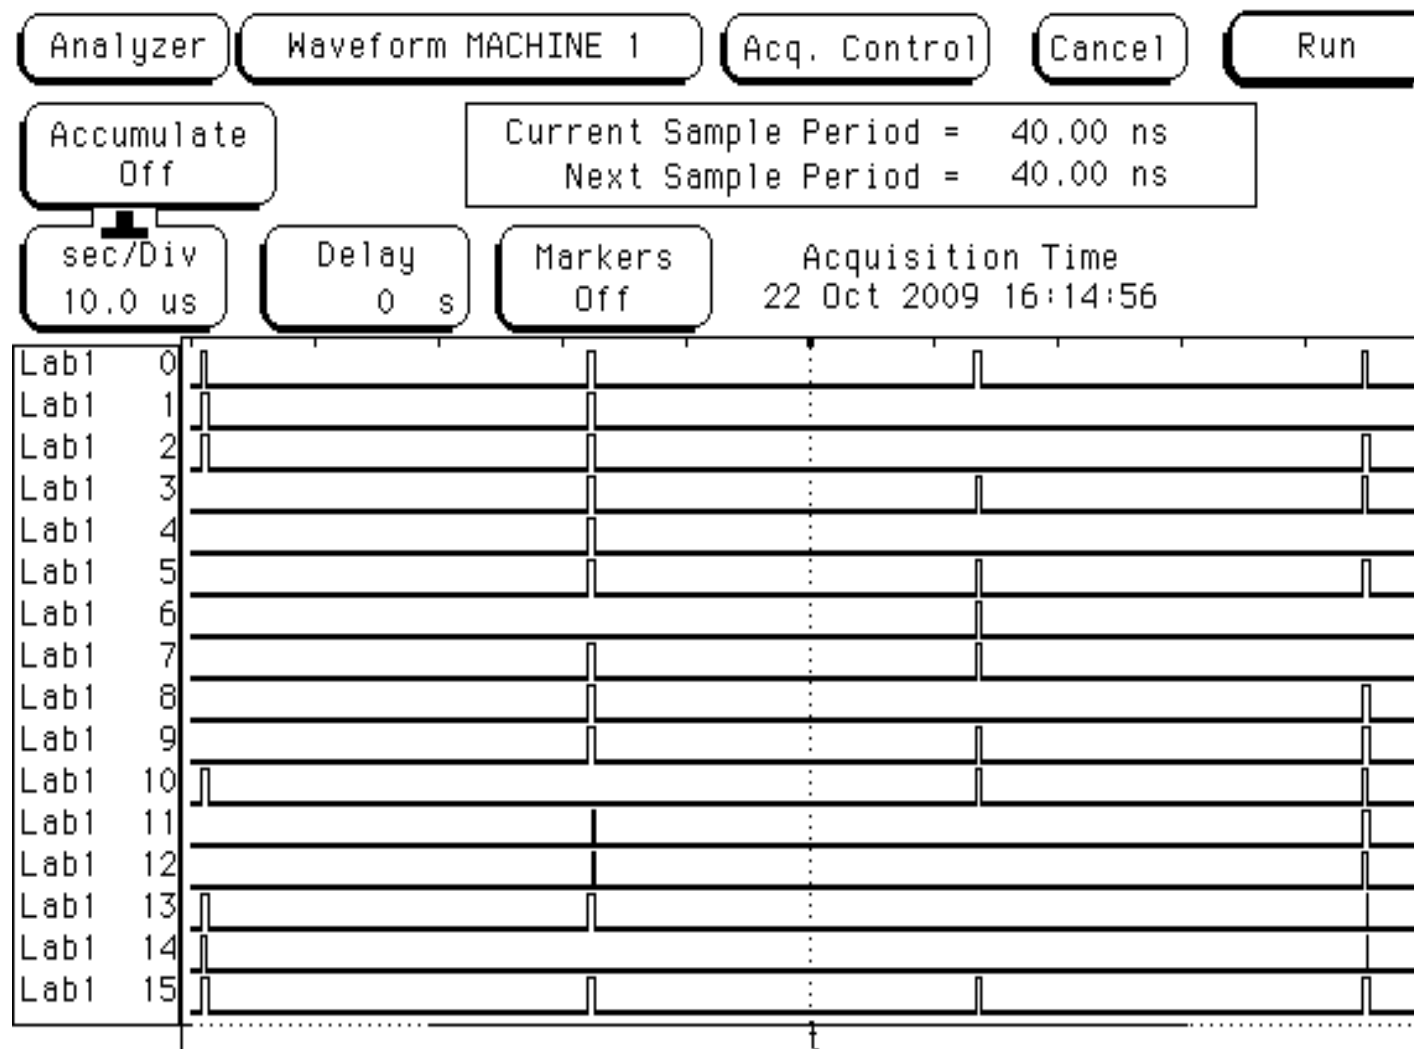 Analyzer Waveform MACHINE 1 Acq. Control Cancel Run
Accumulate
Off
Current Sample Period = 40.00 ns
Next Sample Period = 40.00 ns
sec/Div
10.0 us
Delay
0 s
Markers
Off
Acquisition Time
22 Oct 2009 16:14:56
Lab1 0
Lab1 1
Lab1 2
Lab1 3
Lab1 4
Lab1 5
Lab1 6
Lab1 7
Lab1 8
Lab1 9
Lab1 10
Lab1 11
Lab1 12
Lab1 13
Lab1 14
Lab1 15